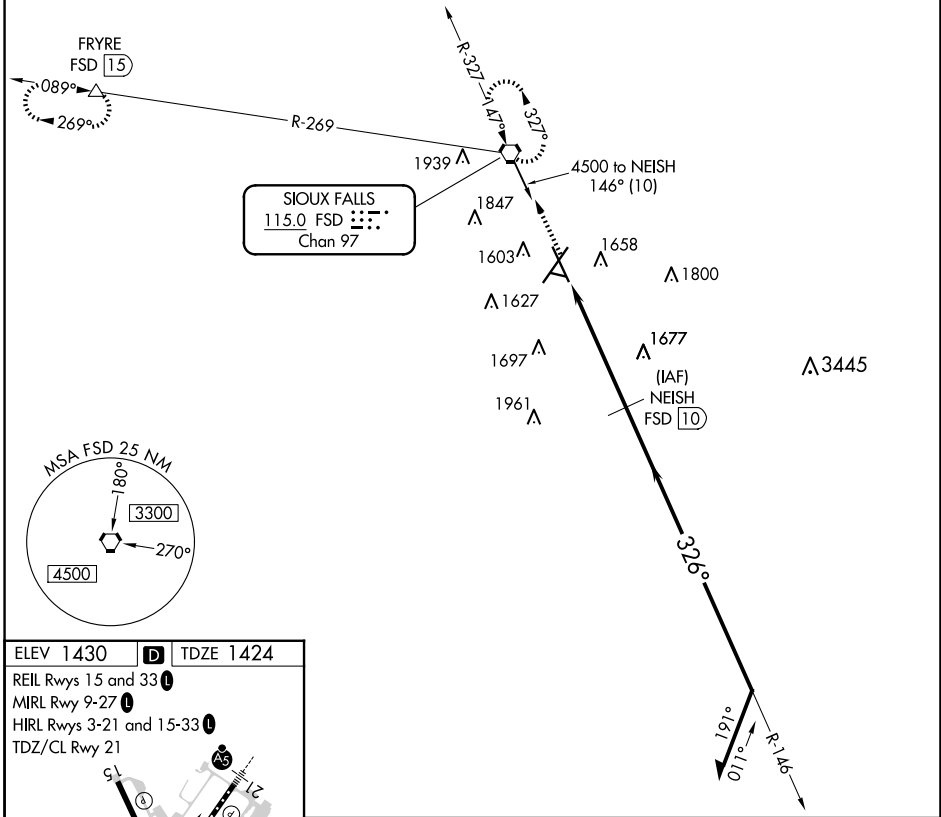 FRYRE
FSD 15
089°
269°
R-269
R-327
147°
327°
4500 to NEISH
146° (10)
1939
SIOUX FALLS
115.0 FSD
Chan 97
1847
1603
1658
1800
1627
1697
1677
3445
1961
(IAF)
NEISH
FSD 10
MSA FSD 25 NM
180°
3300
270°
4500
326°
191°
011°
R-146
ELEV 1430 D TDZE 1424
REIL Rwys 15 and 33 L
MIRL Rwy 9-27 L
HIRL Rwys 3-21 and 15-33 L
TDZ/CL Rwy 21
A5
15
21
P
P